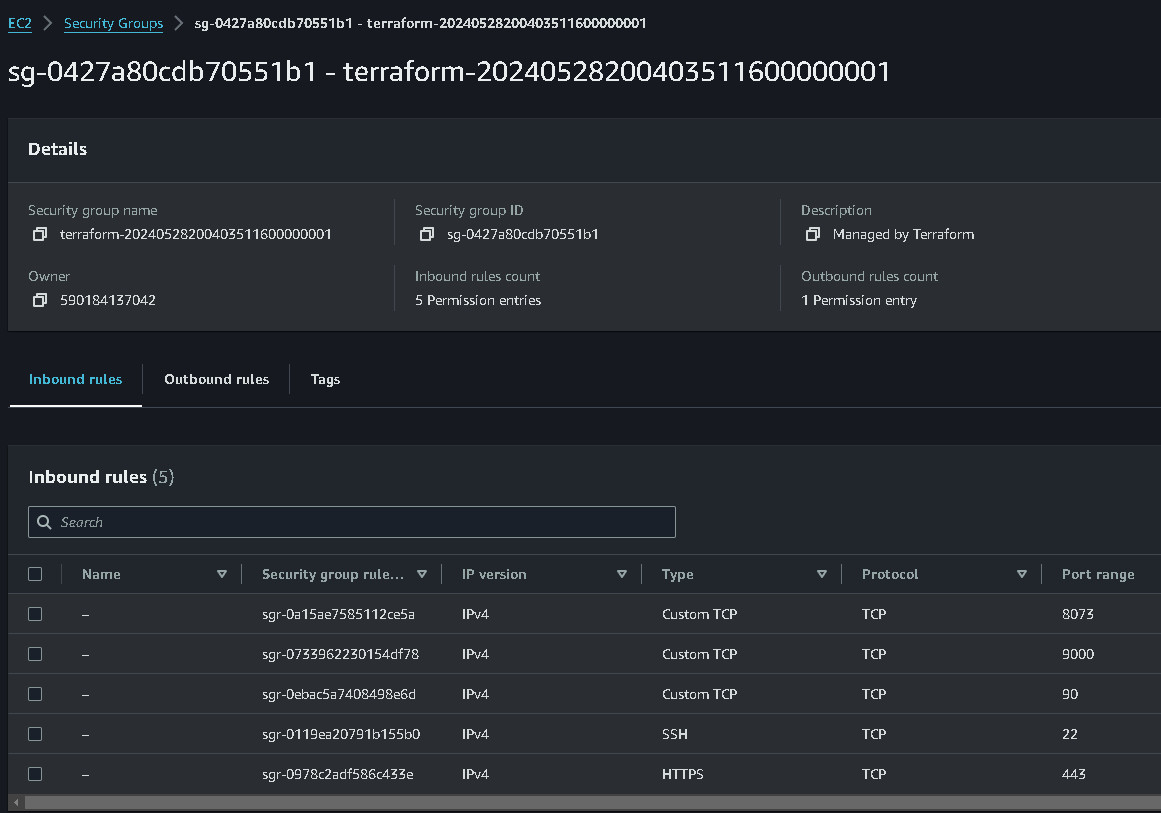 EC2 > Security Groups > sg-0427a80cdb70551b1 - terraform-20240528200403511600000001
sg-0427a80cdb70551b1 - terraform-20240528200403511600000001
Details
Security group name Security group ID Description
terraform-20240528200403511600000001 sg-0427a80cdb70551b1 Managed by Terraform
Owner Inbound rules count Outbound rules count
590184137042 5 Permission entries 1 Permission entry
Inbound rules Outbound rules Tags
Inbound rules (5)
Search
Name Security group rule... IP version Type Protocol Port range
– sgr-0a15ae7585112ce5a IPv4 Custom TCP TCP 8073
– sgr-0733962230154df78 IPv4 Custom TCP TCP 9000
– sgr-0ebac5a7408498e6d IPv4 Custom TCP TCP 90
– sgr-0119ea20791b155b0 IPv4 SSH TCP 22
– sgr-0978c2adf586c433e IPv4 HTTPS TCP 443